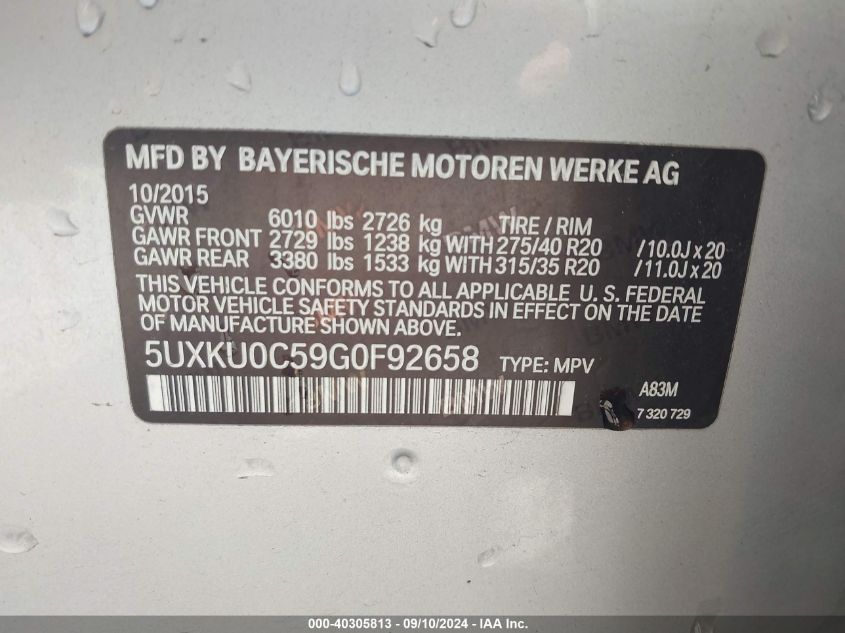 MFD BY BAYERISCHE MOTOREN WERKE AG
10/2015
GVWR 6010 lbs 2726 kg TIRE / RIM
GAWR FRONT 2729 lbs 1238 kg WITH 275/40 R20 /10.0J x 20
GAWR REAR 3380 lbs 1533 kg WITH 315/35 R20 /11.0J x 20
THIS VEHICLE CONFORMS TO ALL APPLICABLE U. S. FEDERAL
MOTOR VEHICLE SAFETY STANDARDS IN EFFECT ON THE DATE
OF MANUFACTURE SHOWN ABOVE.
5UXKU0C59G0F92658 TYPE: MPV
A83M
7 320 729
000-40305813 - 09/10/2024 - IAA Inc.